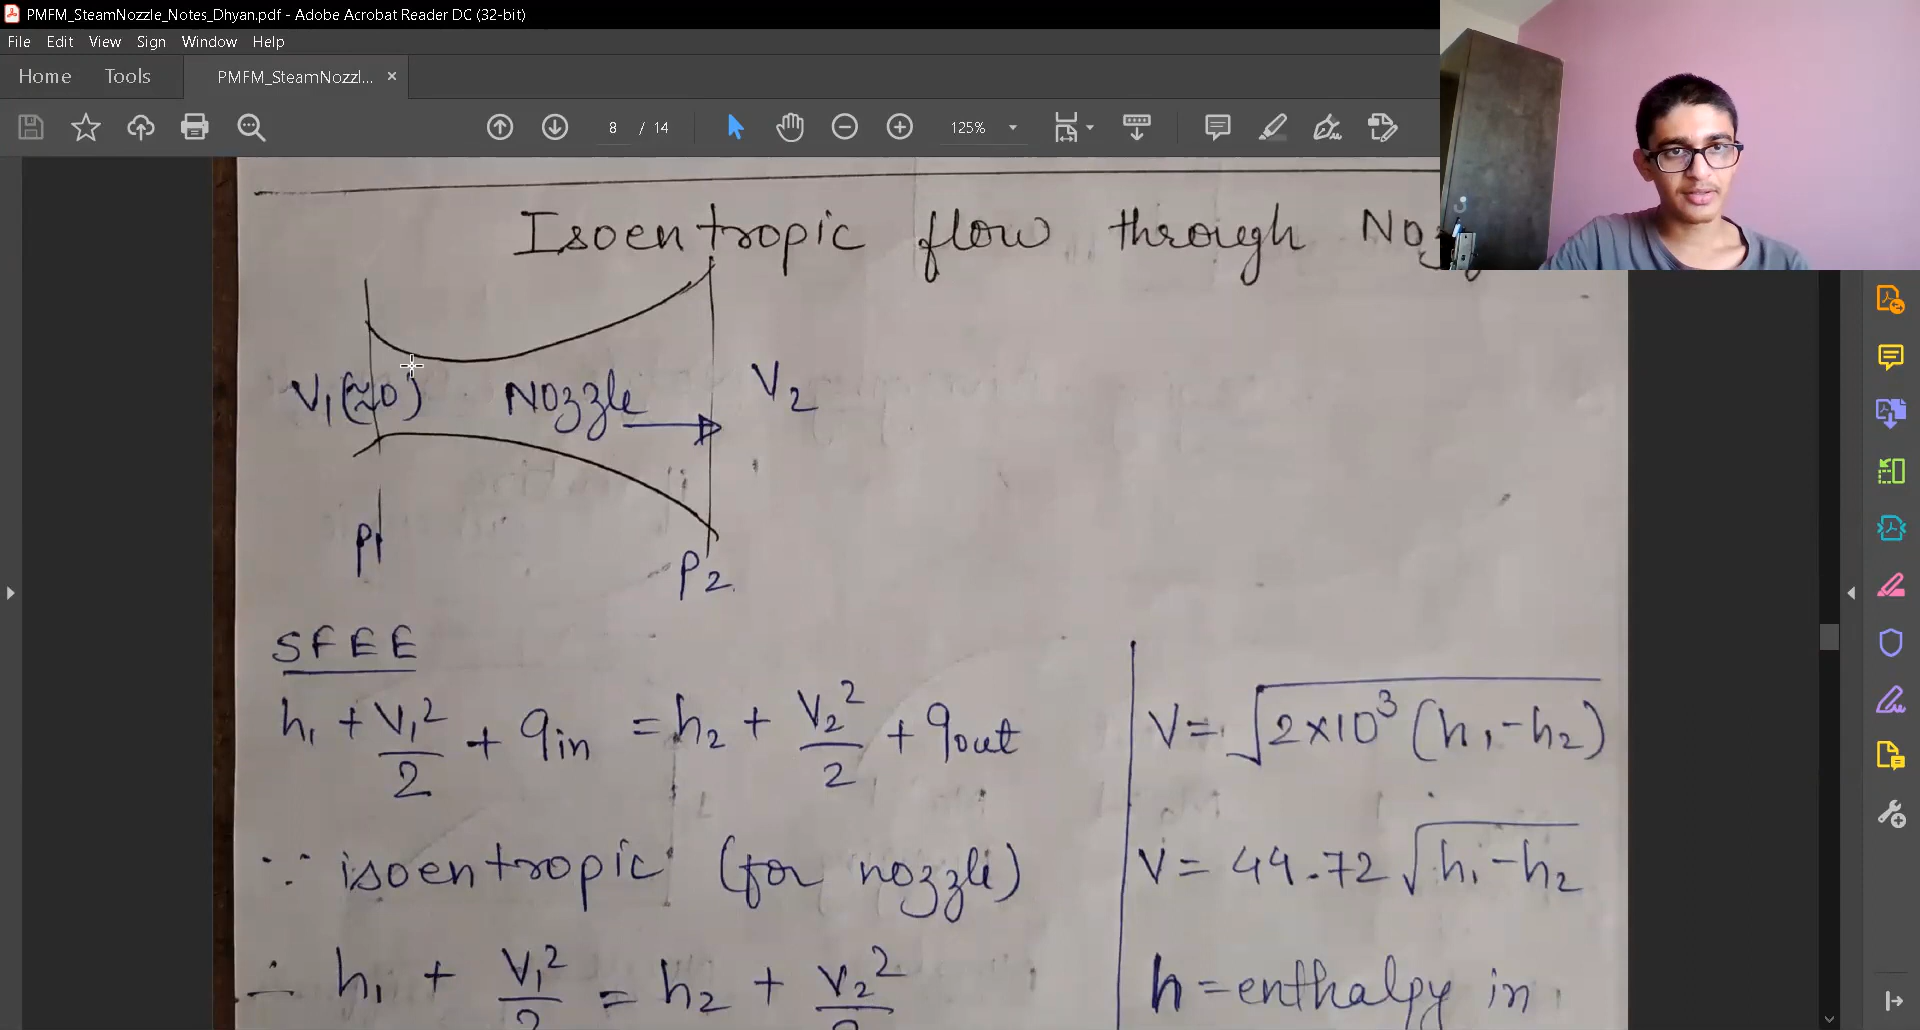 PMFM_SteamNozzle_Notes_Dhyan.pdf - Adobe Acrobat Reader DC (32-bit)
File Edit View Sign Window Help
Home Tools PMFM_SteamNozzl... ×
8 / 14 125%
Isoentropic flow through
V₁(≈0) Nozzle V₂
P1
P2
SFEE
h₁ + V₁²/2 + qin = h₂ + V₂²/2 + qout
∵ isoentropic (for nozzle)
∴ h₁ + V₁²/2 = h₂ + V₂²/2
V = √2×10³ (h₁-h₂)
V = 44.72 √h₁-h₂
h = enthalpy in